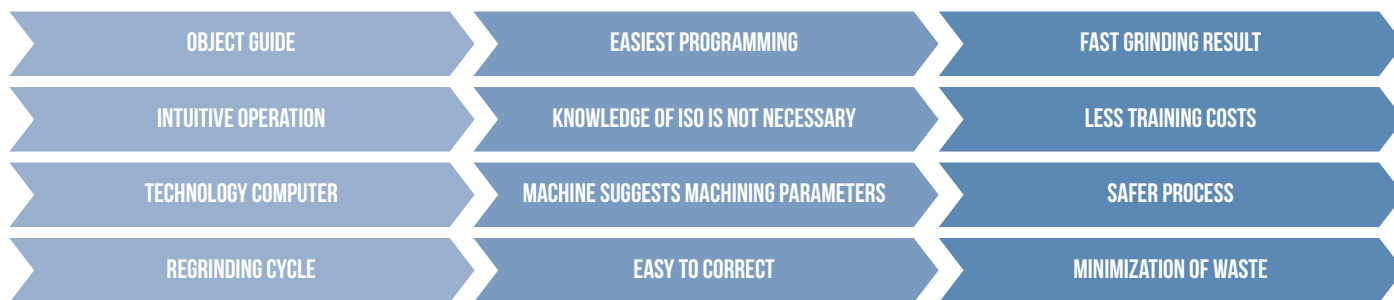 OBJECT GUIDE
EASIEST PROGRAMMING
FAST GRINDING RESULT
INTUITIVE OPERATION
KNOWLEDGE OF ISO IS NOT NECESSARY
LESS TRAINING COSTS
TECHNOLOGY COMPUTER
MACHINE SUGGESTS MACHINING PARAMETERS
SAFER PROCESS
REGRINDING CYCLE
EASY TO CORRECT
MINIMIZATION OF WASTE